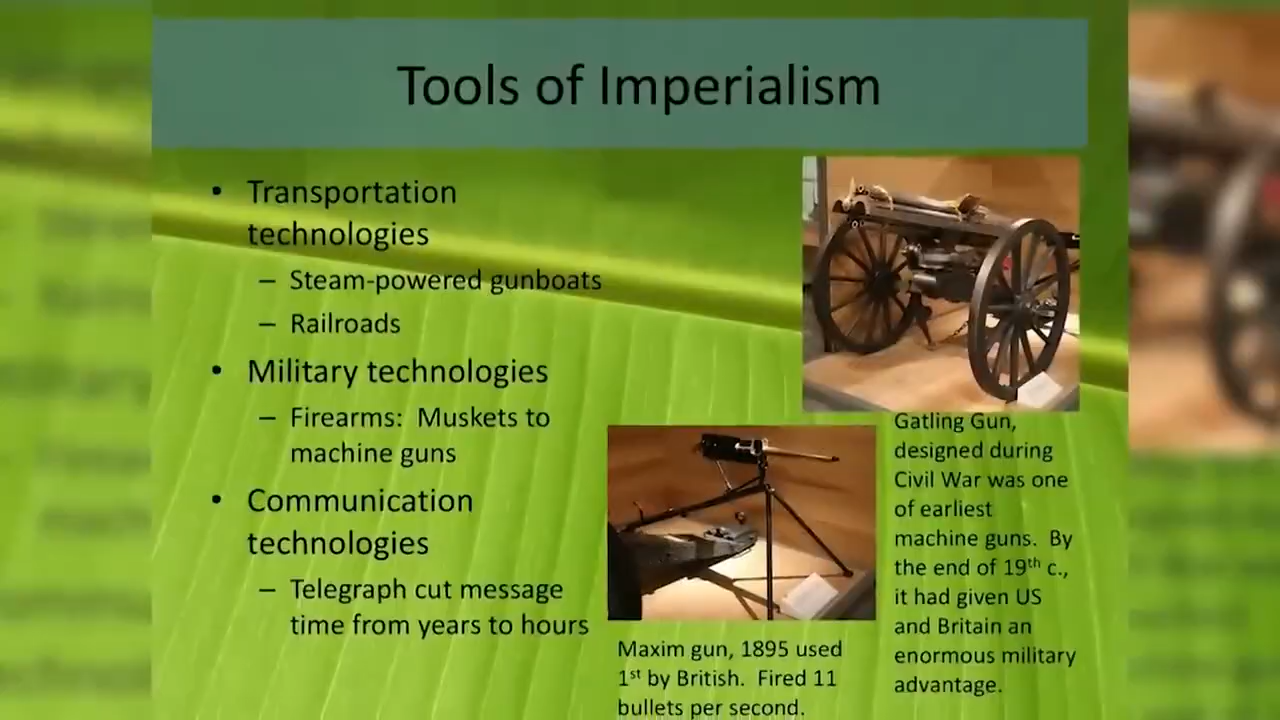 Tools of Imperialism
• Transportation
technologies
– Steam-powered gunboats
– Railroads
• Military technologies
– Firearms: Muskets to
machine guns
• Communication
technologies
– Telegraph cut message
time from years to hours
Maxim gun, 1895 used
1st by British. Fired 11
bullets per second.
Gatling Gun,
designed during
Civil War was one
of earliest
machine guns. By
the end of 19th c.,
it had given US
and Britain an
enormous military
advantage.